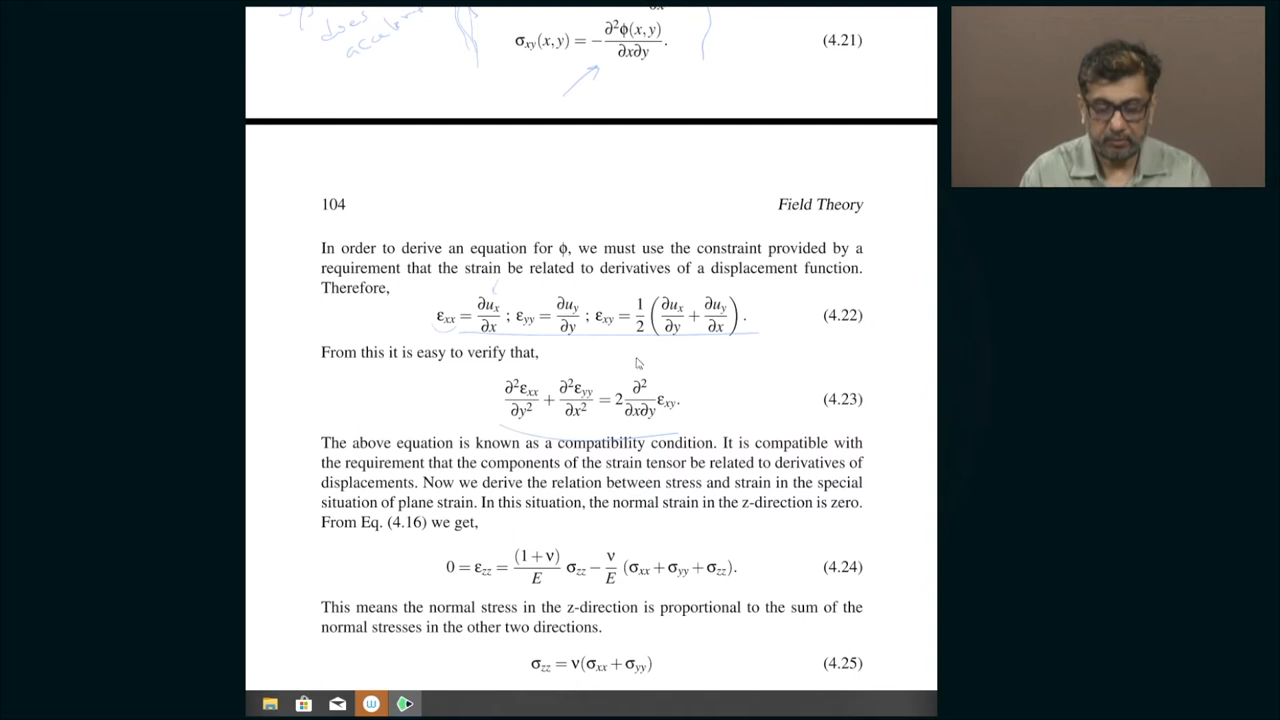 does
accelera
σxy(x,y) = −∂²ϕ(x,y)/∂x∂y. (4.21)
104 Field Theory
In order to derive an equation for ϕ, we must use the constraint provided by a
requirement that the strain be related to derivatives of a displacement function.
Therefore,
εxx = ∂ux/∂x ; εyy = ∂uy/∂y ; εxy = 1/2 (∂ux/∂y + ∂uy/∂x). (4.22)
From this it is easy to verify that,
∂²εxx/∂y² + ∂²εyy/∂x² = 2 ∂²/∂x∂y εxy. (4.23)
The above equation is known as a compatibility condition. It is compatible with
the requirement that the components of the strain tensor be related to derivatives of
displacements. Now we derive the relation between stress and strain in the special
situation of plane strain. In this situation, the normal strain in the z-direction is zero.
From Eq. (4.16) we get,
0 = εzz = (1+ν)/E σzz − ν/E (σxx + σyy + σzz). (4.24)
This means the normal stress in the z-direction is proportional to the sum of the
normal stresses in the other two directions.
σzz = ν(σxx + σyy) (4.25)